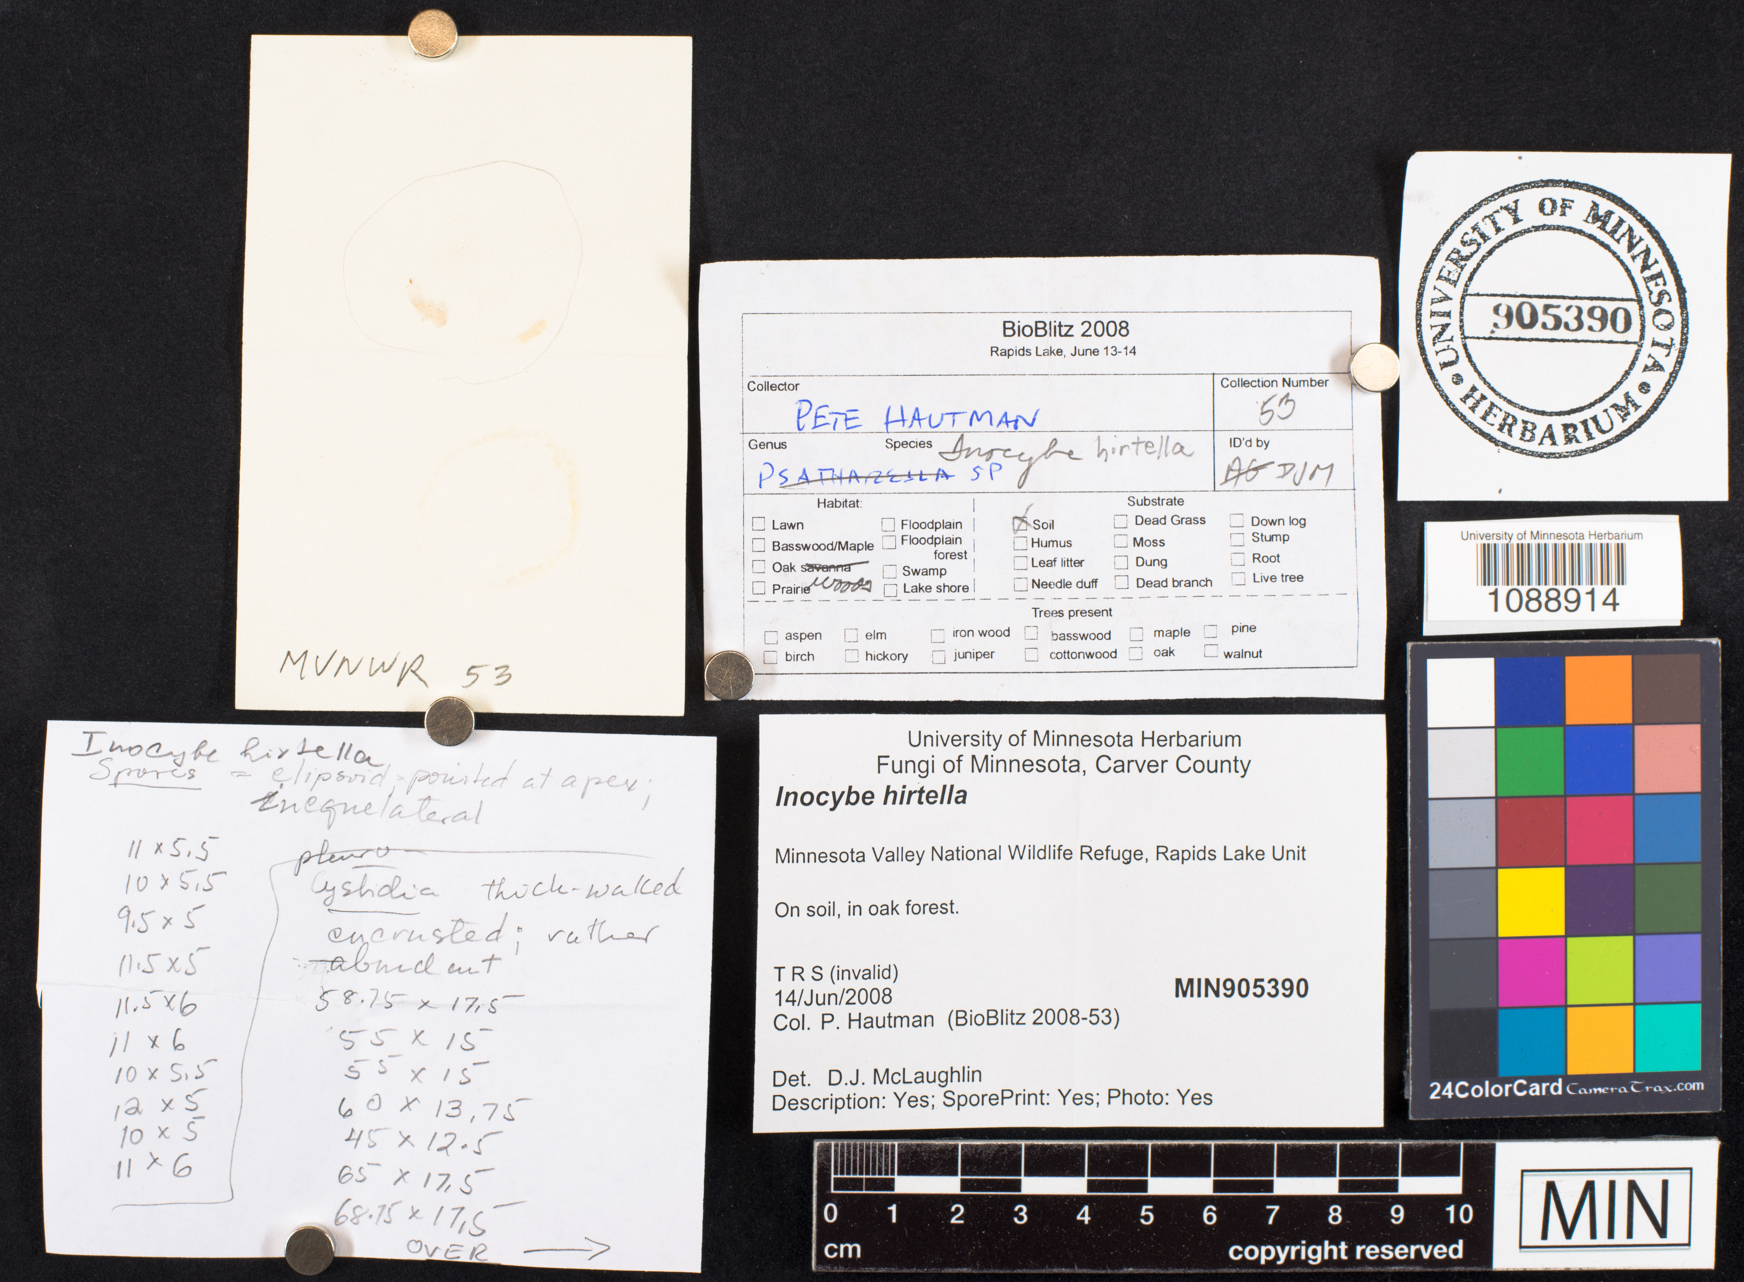 MVNWR 53
BioBlitz 2008
Rapids Lake, June 13-14
Collector
PETE HAUTMAN
Collection Number
53
Genus
Species Inocybe hirtella
PSATHARELLA SP
ID'd by
AG DJM
Habitat:
Lawn
Basswood/Maple
Oak savanna
Prairie woods
Floodplain
Floodplain
forest
Swamp
Lake shore
Substrate
Soil
Humus
Leaf litter
Needle duff
Dead Grass
Moss
Dung
Dead branch
Down log
Stump
Root
Live tree
Trees present
aspen elm iron wood basswood maple pine
birch hickory juniper cottonwood oak walnut
UNIVERSITY OF MINNESOTA
905390
• HERBARIUM •
University of Minnesota Herbarium
1088914
Inocybe hirtella
Spores = elipsoid, pointed at apex;
inequelateral
11 x 5.5
10 x 5.5
9.5 x 5
11.5 x 5
11.5 x 6
11 x 6
10 x 5.5
12 x 5
10 x 5
11 x 6
pleuro
Cystidia thick-walled
encrusted; rather
abundant
58.75 x 17.5
55 x 15
55 x 15
60 x 13.75
45 x 12.5
65 x 17.5
68.75 x 17.5
OVER →
University of Minnesota Herbarium
Fungi of Minnesota, Carver County
Inocybe hirtella
Minnesota Valley National Wildlife Refuge, Rapids Lake Unit
On soil, in oak forest.
T R S (invalid)
14/Jun/2008
Col. P. Hautman (BioBlitz 2008-53)
MIN905390
Det. D.J. McLaughlin
Description: Yes; SporePrint: Yes; Photo: Yes
24ColorCard CameraTrax.com
0 1 2 3 4 5 6 7 8 9 10
cm
copyright reserved
MIN